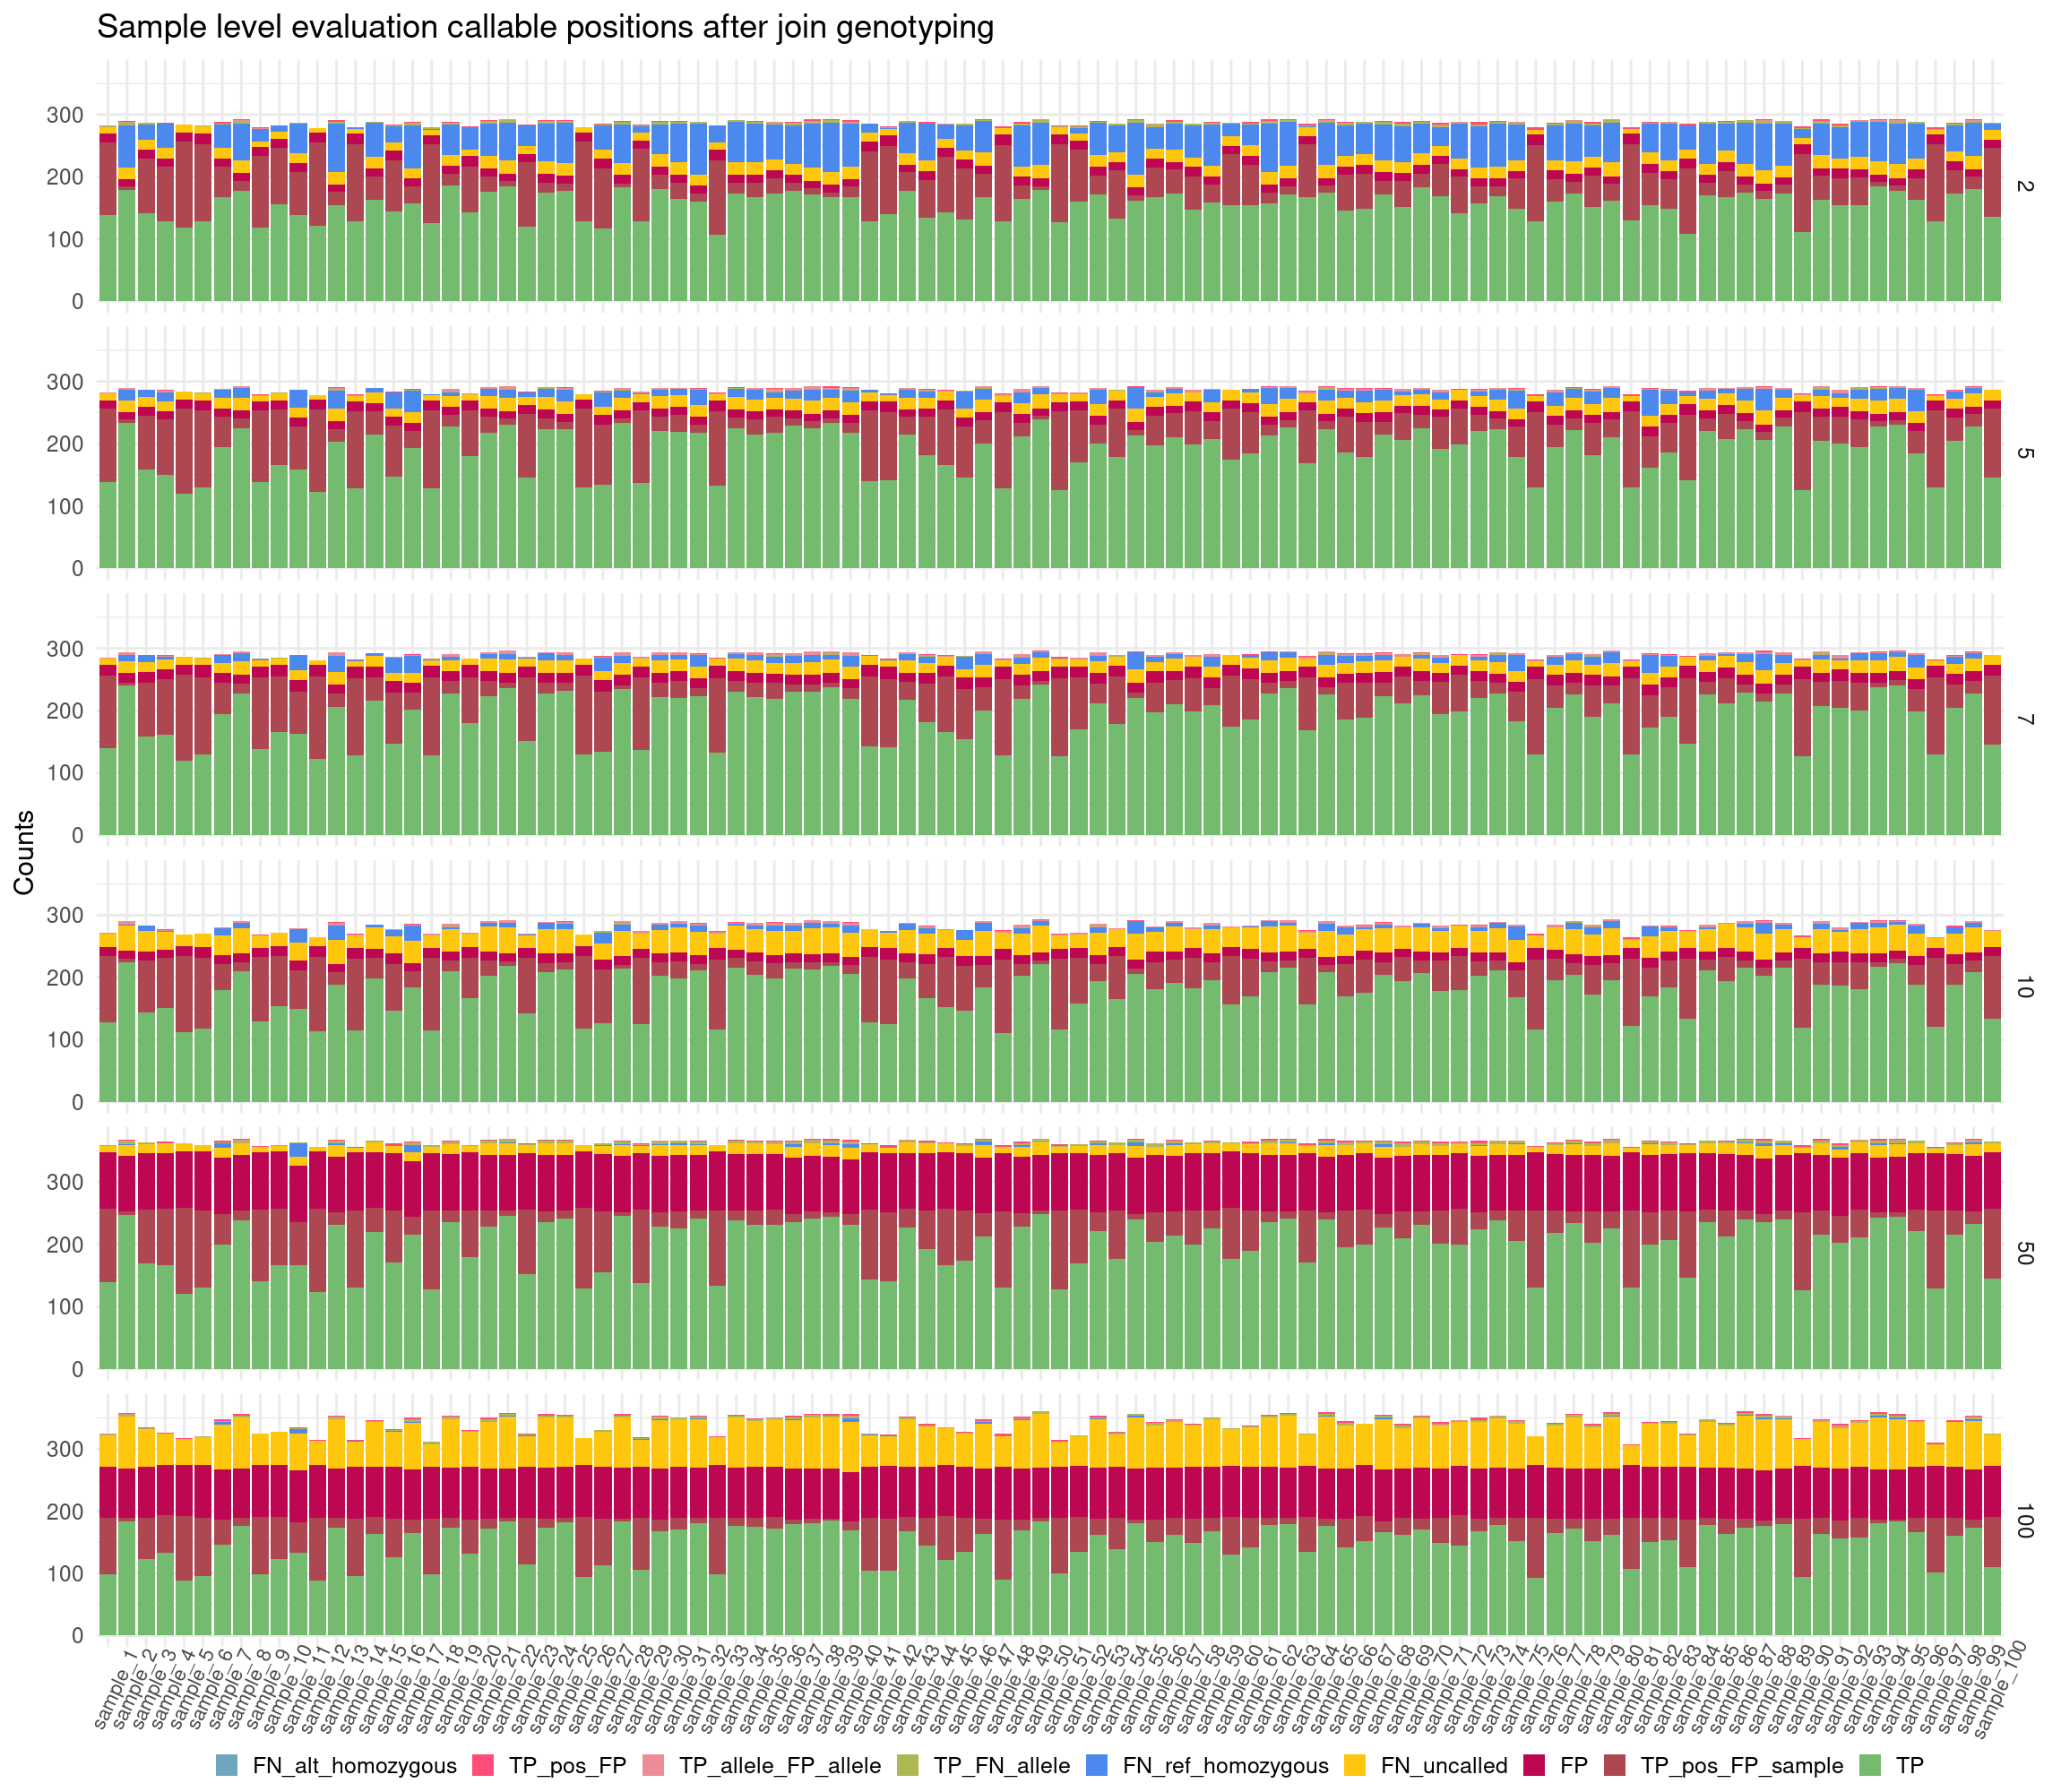 Sample level evaluation callable positions after join genotyping
Counts
300
200
100
0
2
300
200
100
0
5
300
200
100
0
7
300
200
100
0
10
300
200
100
0
50
300
200
100
0
100
sample_1
sample_2
sample_3
sample_4
sample_5
sample_6
sample_7
sample_8
sample_9
sample_10
sample_11
sample_12
sample_13
sample_14
sample_15
sample_16
sample_17
sample_18
sample_19
sample_20
sample_21
sample_22
sample_23
sample_24
sample_25
sample_26
sample_27
sample_28
sample_29
sample_30
sample_31
sample_32
sample_33
sample_34
sample_35
sample_36
sample_37
sample_38
sample_39
sample_40
sample_41
sample_42
sample_43
sample_44
sample_45
sample_46
sample_47
sample_48
sample_49
sample_50
sample_51
sample_52
sample_53
sample_54
sample_55
sample_56
sample_57
sample_58
sample_59
sample_60
sample_61
sample_62
sample_63
sample_64
sample_65
sample_66
sample_67
sample_68
sample_69
sample_70
sample_71
sample_72
sample_73
sample_74
sample_75
sample_76
sample_77
sample_78
sample_79
sample_80
sample_81
sample_82
sample_83
sample_84
sample_85
sample_86
sample_87
sample_88
sample_89
sample_90
sample_91
sample_92
sample_93
sample_94
sample_95
sample_96
sample_97
sample_98
sample_99
sample_100
FN_alt_homozygous TP_pos_FP TP_allele_FP_allele TP_FN_allele FN_ref_homozygous FN_uncalled FP TP_pos_FP_sample TP